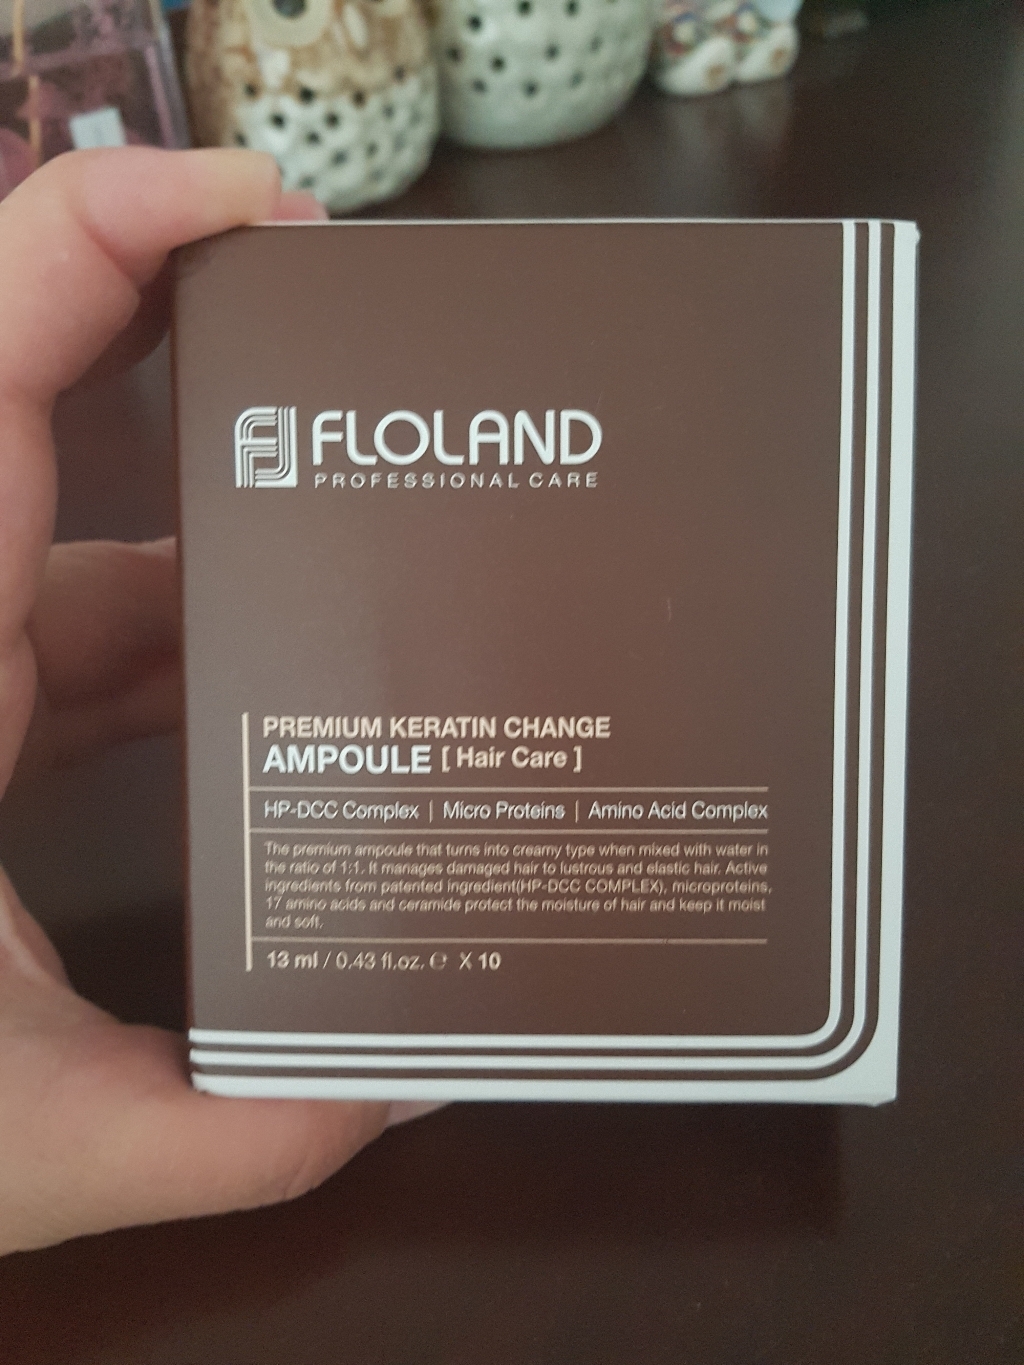 FLOLAND
PROFESSIONAL CARE
PREMIUM KERATIN CHANGE
AMPOULE [ Hair Care ]
HP-DCC Complex | Micro Proteins | Amino Acid Complex
The premium ampoule that turns into creamy type when mixed with water in
the ratio of 1:1. It manages damaged hair to lustrous and elastic hair. Active
ingredients from patented ingredient(HP-DCC COMPLEX), microproteins,
17 amino acids and ceramide protect the moisture of hair and keep it moist
and soft.
13 ml / 0.43 fl.oz. ℮ X 10